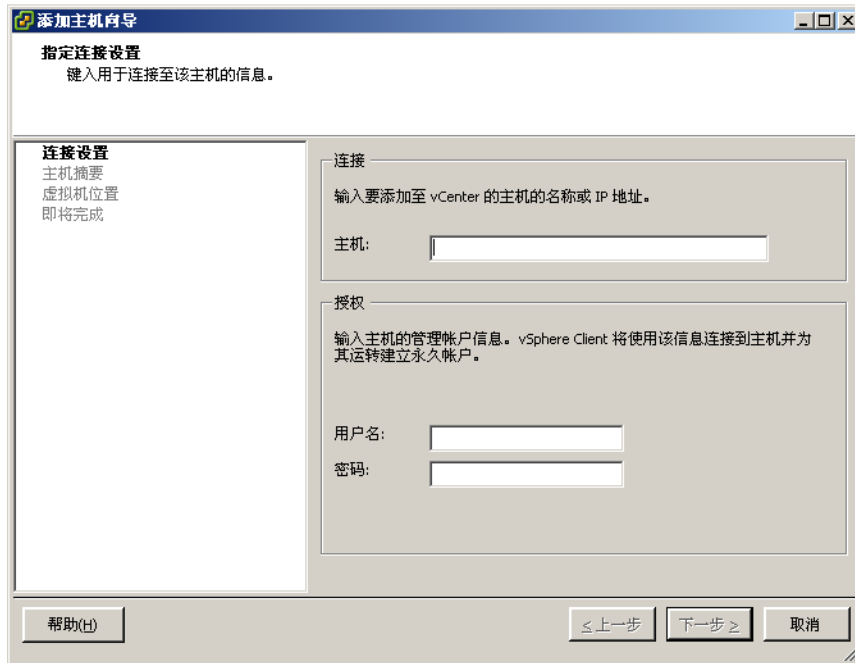 添加主机向导
指定连接设置
键入用于连接至该主机的信息。
连接设置
主机摘要
虚拟机位置
即将完成
连接
输入要添加至 vCenter 的主机的名称或 IP 地址。
主机:
授权
输入主机的管理帐户信息。vSphere Client 将使用该信息连接到主机并为
其运转建立永久帐户。
用户名:
密码:
帮助(H)
≤上一步
下一步≥
取消